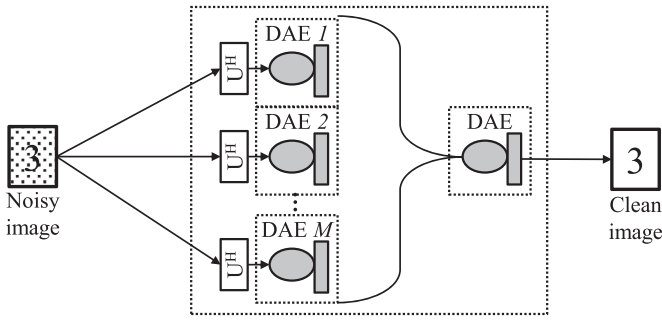 3
Noisy
image
U^H
DAE 1
U^H
DAE 2
U^H
DAE M
DAE
3
Clean
image